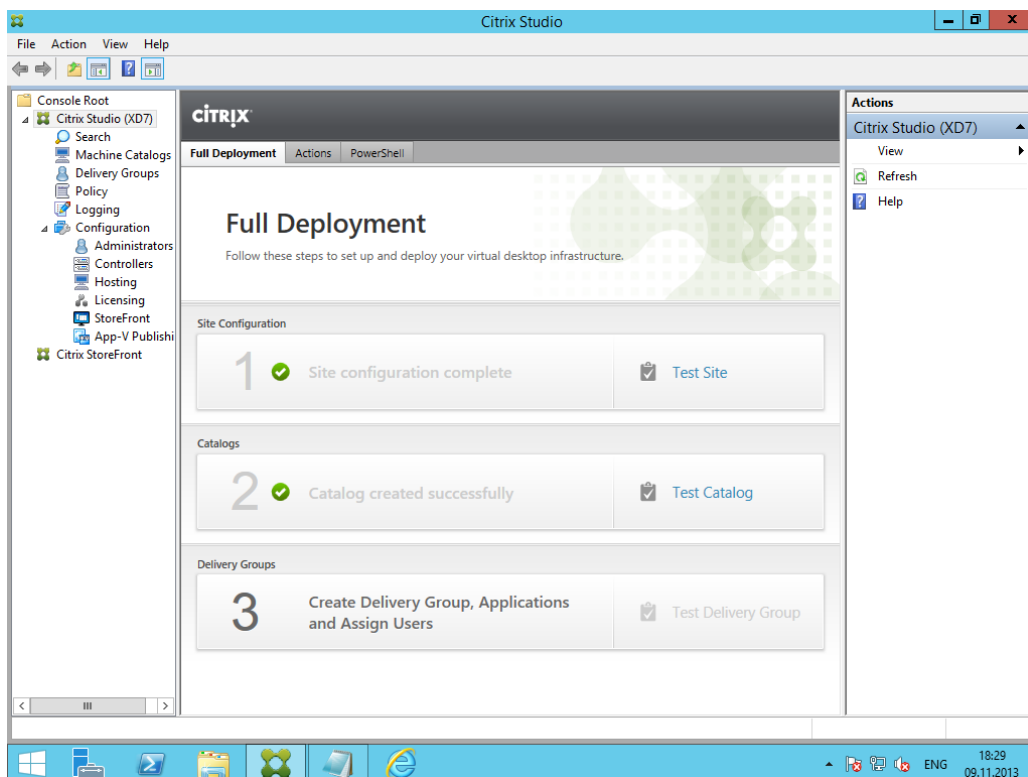 Citrix Studio
File Action View Help
Console Root
Citrix Studio (XD7)
Search
Machine Catalogs
Delivery Groups
Policy
Logging
Configuration
Administrators
Controllers
Hosting
Licensing
StoreFront
App-V Publishi
Citrix StoreFront
CİTRIX
Full Deployment Actions PowerShell
Full Deployment
Follow these steps to set up and deploy your virtual desktop infrastructure.
Site Configuration
1 Site configuration complete Test Site
Catalogs
2 Catalog created successfully Test Catalog
Delivery Groups
3 Create Delivery Group, Applications
and Assign Users Test Delivery Group
Actions
Citrix Studio (XD7)
View
Refresh
Help
ENG 18:29
09.11.2013